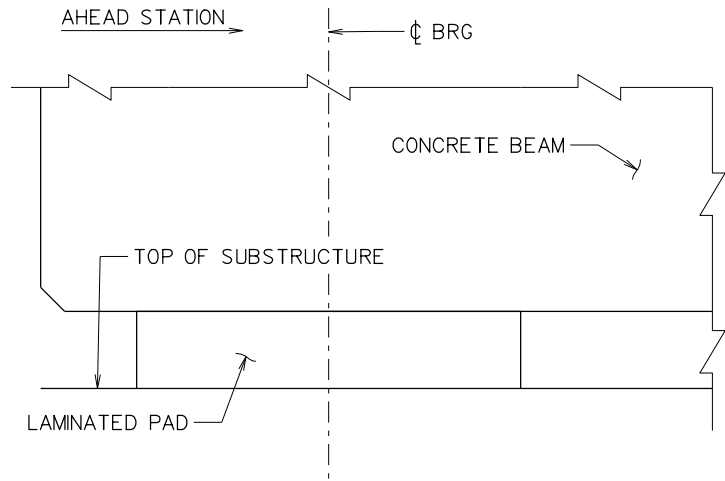 AHEAD STATION
℄ BRG
CONCRETE BEAM
TOP OF SUBSTRUCTURE
LAMINATED PAD